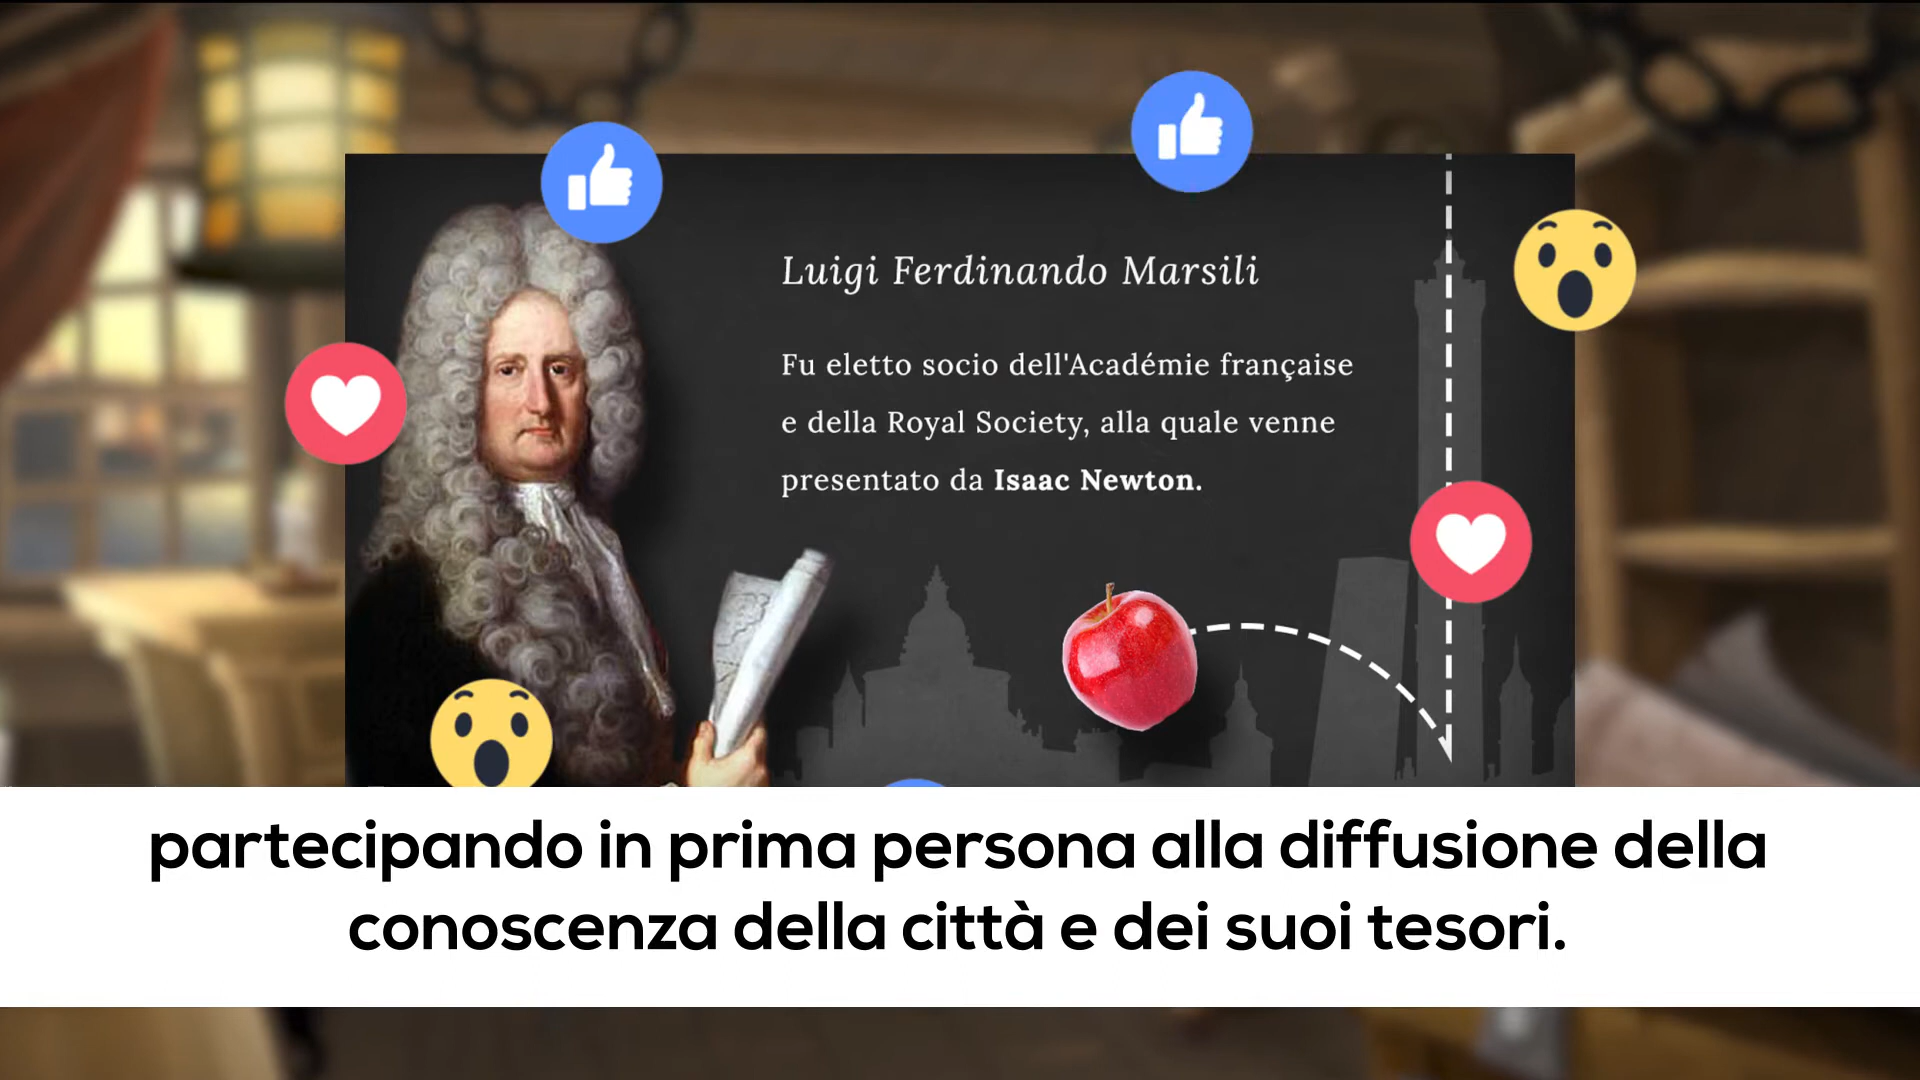 Luigi Ferdinando Marsili
Fu eletto socio dell'Académie française
e della Royal Society, alla quale venne
presentato da Isaac Newton.
partecipando in prima persona alla diffusione della
conoscenza della città e dei suoi tesori.